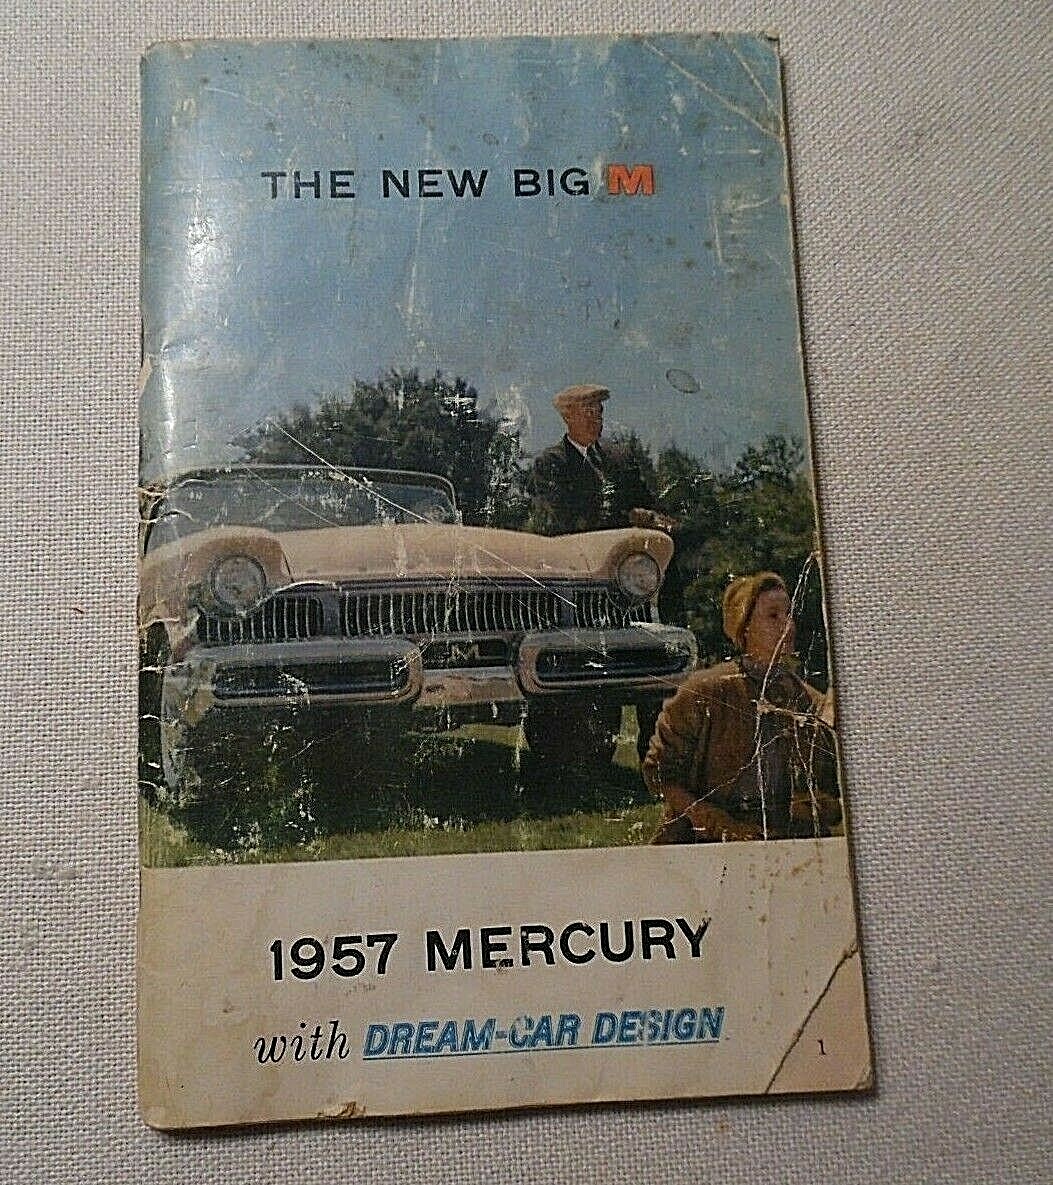 THE NEW BIG M
M
1957 MERCURY
with DREAM-CAR DESIGN
1